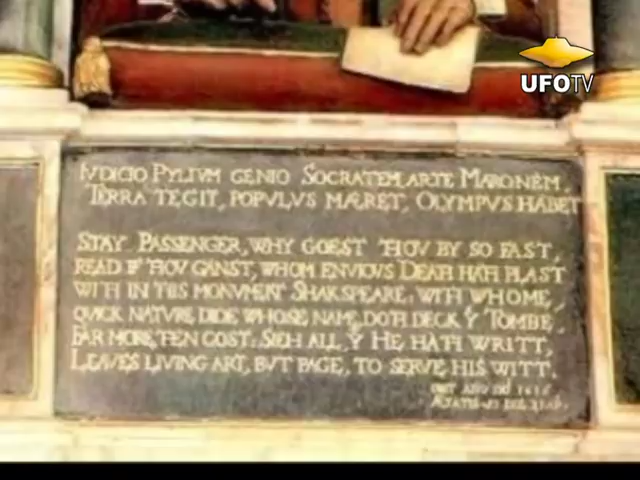 UFOTV
IVDICIO PYLIVM GENIO SOCRATEM, ARTE MARONEM,
TERRA TEGIT, POPVLVS MÆRET, OLYMPVS HABET
STAY PASSENGER, WHY GOEST THOV BY SO FAST,
READ IF THOV CANST, WHOM ENVIOVS DEATH HATH PLAST
WITH IN THIS MONVMENT SHAKSPEARE: WITH WHOME,
QVICK NATVRE DIDE WHOSE NAME, DOTH DECK Y TOMBE,
FAR MORE, THEN COST: SIEH ALL, Y HE HATH WRITT,
LEAVES LIVING ART, BVT PAGE, TO SERVE HIS WITT.